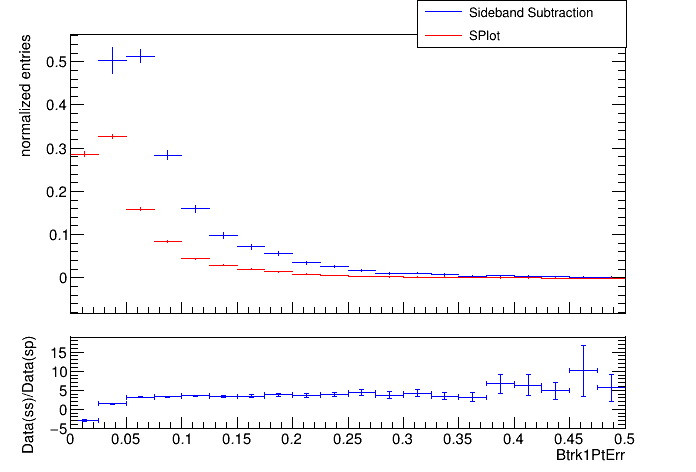 Sideband Subtraction
SPlot
normalized entries
0.5
0.4
0.3
0.2
0.1
0
Data(ss)/Data(sp)
15
10
5
0
−5
0 0.05 0.1 0.15 0.2 0.25 0.3 0.35 0.4 0.45 0.5
Btrk1PtErr